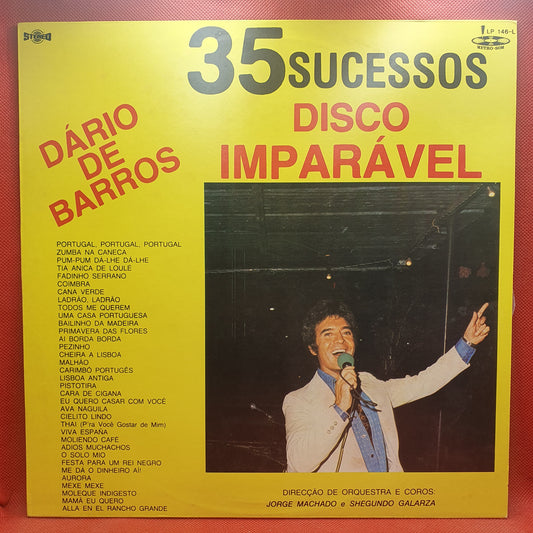 STEREO
35 SUCESSOS
LP 146-L
METRO-SOM
DISCO
IMPARÁVEL
DÁRIO
DE
BARROS
PORTUGAL, PORTUGAL, PORTUGAL
ZUMBA NA CANECA
PUM-PUM DÁ-LHE DÁ-LHE
TIA ANICA DE LOULÉ
FADINHO SERRANO
COIMBRA
CANA VERDE
LADRÃO, LADRÃO
TODOS ME QUEREM
UMA CASA PORTUGUESA
BAILINHO DA MADEIRA
PRIMAVERA DAS FLORES
AI BORDA BORDA
PEZINHO
CHEIRA A LISBOA
MALHÃO
CARIMBÓ PORTUGÊS
LISBOA ANTIGA
PISTOTIRA
CARA DE CIGANA
EU QUERO CASAR COM VOCÊ
AVA NAGUILA
CIELITO LINDO
THAI (P'ra Você Gostar de Mim)
VIVA ESPAÑA
MOLIENDO CAFÉ
ADIOS MUCHACHOS
O SOLO MIO
FESTA PARA UM REI NEGRO
ME DÁ O DINHEIRO AÍ!
AURORA
MEXE MEXE
MOLEQUE INDIGESTO
MAMÃ EU QUERO
ALLA EN EL RANCHO GRANDE
DIRECÇÃO DE ORQUESTRA E COROS:
JORGE MACHADO e SHEGUNDO GALARZA